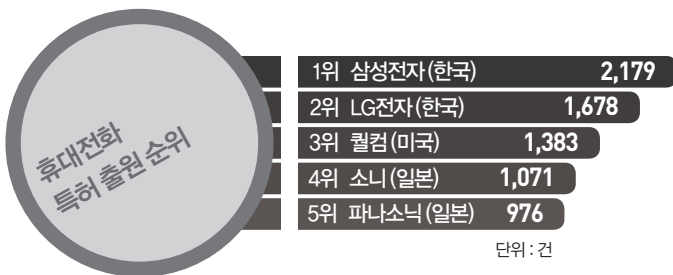 휴대전화
특허 출원 순위
1위 삼성전자(한국) 2,179
2위 LG전자(한국) 1,678
3위 퀄컴(미국) 1,383
4위 소니(일본) 1,071
5위 파나소닉(일본) 976
단위 : 건